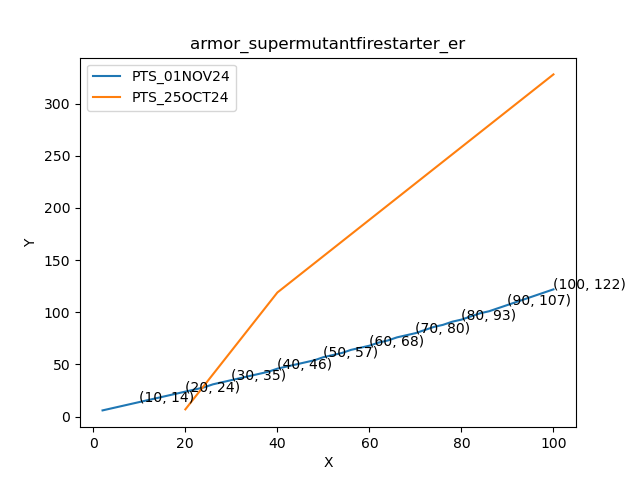 armor_supermutantfirestarter_er
PTS_01NOV24
PTS_25OCT24
300
250
200
150
100
50
0
Y
(10, 14)
(20, 24)
(30, 35)
(40, 46)
(50, 57)
(60, 68)
(70, 80)
(80, 93)
(90, 107)
(100, 122)
0 20 40 60 80 100
X